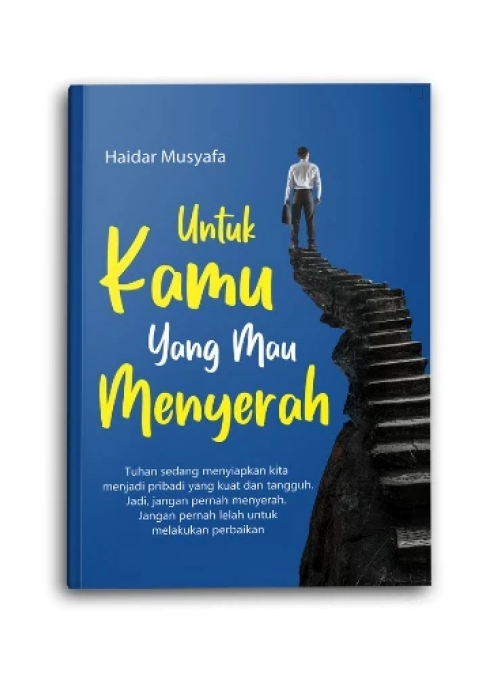 Haidar Musyafa
Untuk
Kamu
Yang Mau
Menyerah
Tuhan sedang menyiapkan kita
menjadi pribadi yang kuat dan tangguh.
Jadi, jangan pernah menyerah.
Jangan pernah lelah untuk
melakukan perbaikan